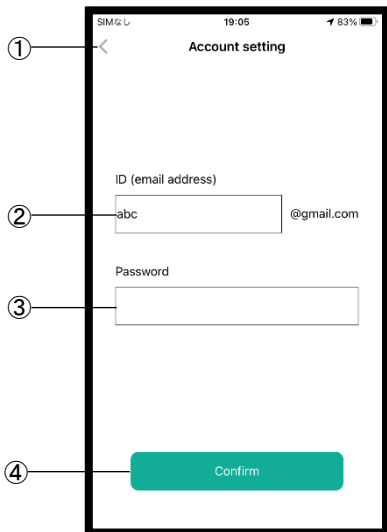 SIMなし 19:05 83%
① Account setting
ID (email address)
② abc @gmail.com
Password
③
④ Confirm